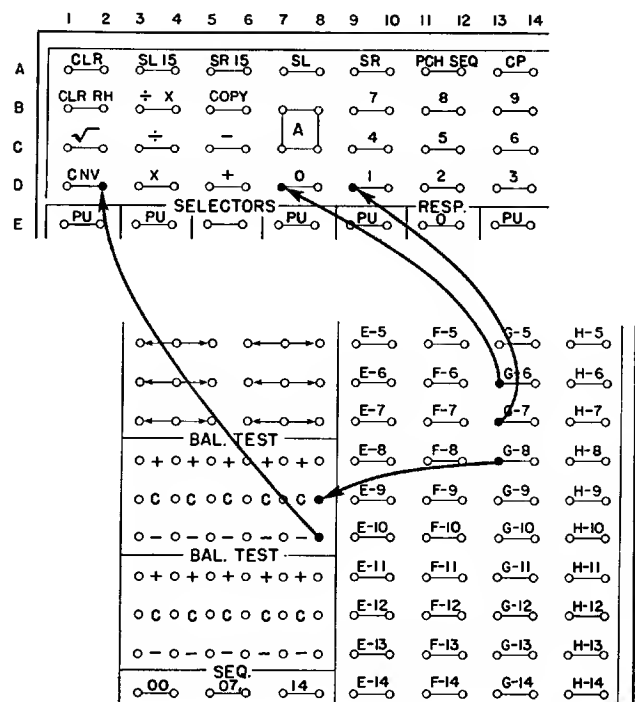 1 2 3 4 5 6 7 8 9 10 11 12 13 14
A CLR SL 15 SR 15 SL SR PCH SEQ CP
B CLR RH ÷ X COPY 7 8 9
A
C √ ÷ - 4 5 6
D CNV X + 0 1 2 3
SELECTORS RESP.
E PU PU PU PU 0 PU
E-5 F-5 G-5 H-5
E-6 F-6 G-6 H-6
E-7 F-7 G-7 H-7
BAL. TEST
+ + + + + E-8 F-8 G-8 H-8
C C C C C E-9 F-9 G-9 H-9
- - - - - E-10 F-10 G-10 H-10
BAL. TEST
+ + + + + E-11 F-11 G-11 H-11
C C C C C E-12 F-12 G-12 H-12
- - - - - E-13 F-13 G-13 H-13
SEQ.
00 07 14 E-14 F-14 G-14 H-14